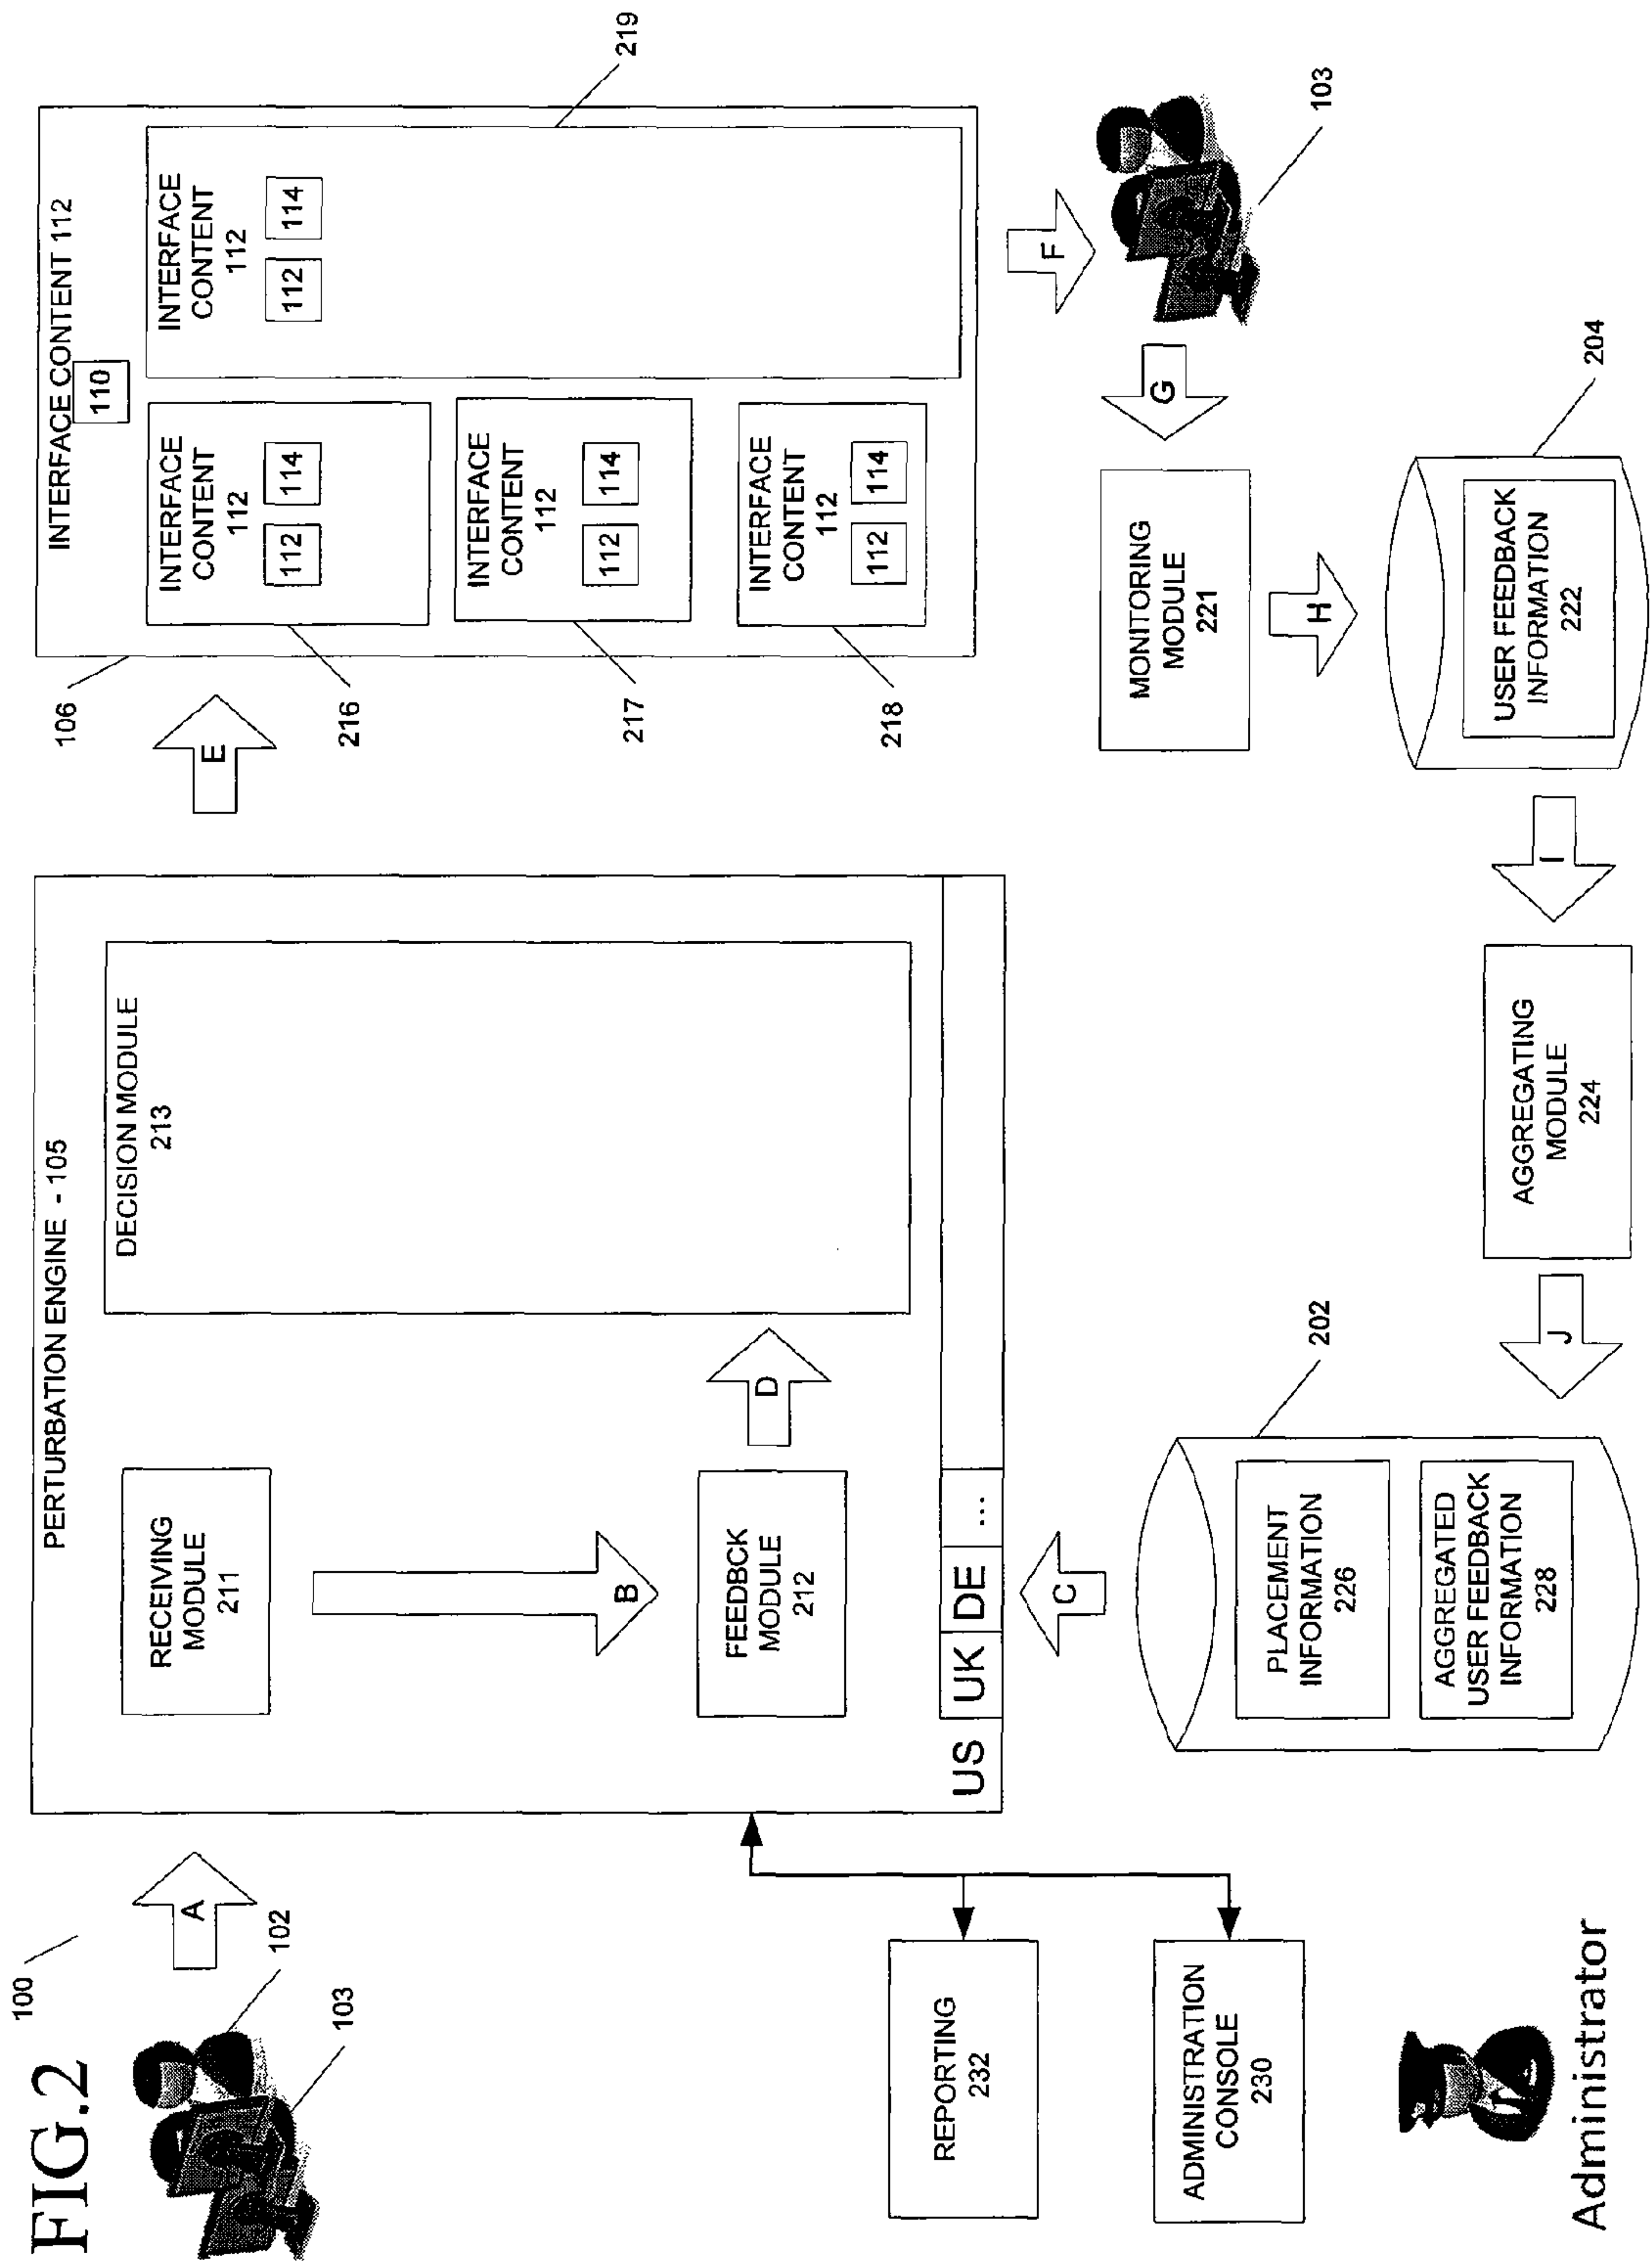 FIG.2
100
102
103
A
PERTURBATION ENGINE - 105
RECEIVING
MODULE
211
B
FEEDBCK
MODULE
212
D
DECISION MODULE
213
US
UK
DE
...
E
106
INTERFACE CONTENT 112
110
INTERFACE
CONTENT
112
112
114
216
INTERFACE
CONTENT
112
112
114
217
INTERFACE
CONTENT
112
112
114
218
INTERFACE
CONTENT
112
112
114
219
F
103
G
MONITORING
MODULE
221
H
204
USER FEEDBACK
INFORMATION
222
I
AGGREGATING
MODULE
224
J
202
PLACEMENT
INFORMATION
226
AGGREGATED
USER FEEDBACK
INFORMATION
228
C
REPORTING
232
ADMINISTRATION
CONSOLE
230
Administrator